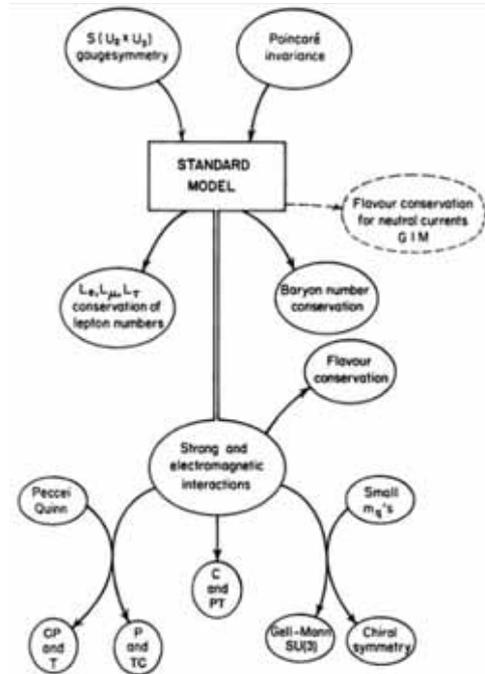 S ( U₂ x U₃ )
gaugesymmetry
Poincaré
invariance
STANDARD
MODEL
Flavour conservation
for neutral currents
G I M
Lₑ, L_μ, L_τ
conservation of
lepton numbers
Baryon number
conservation
Flavour
conservation
Strong and
electromagnetic
interactions
Peccei
Quinn
Small
m_q's
C
and
PT
CP
and
T
P
and
TC
Gell-Mann
SU(3)
Chiral
symmetry